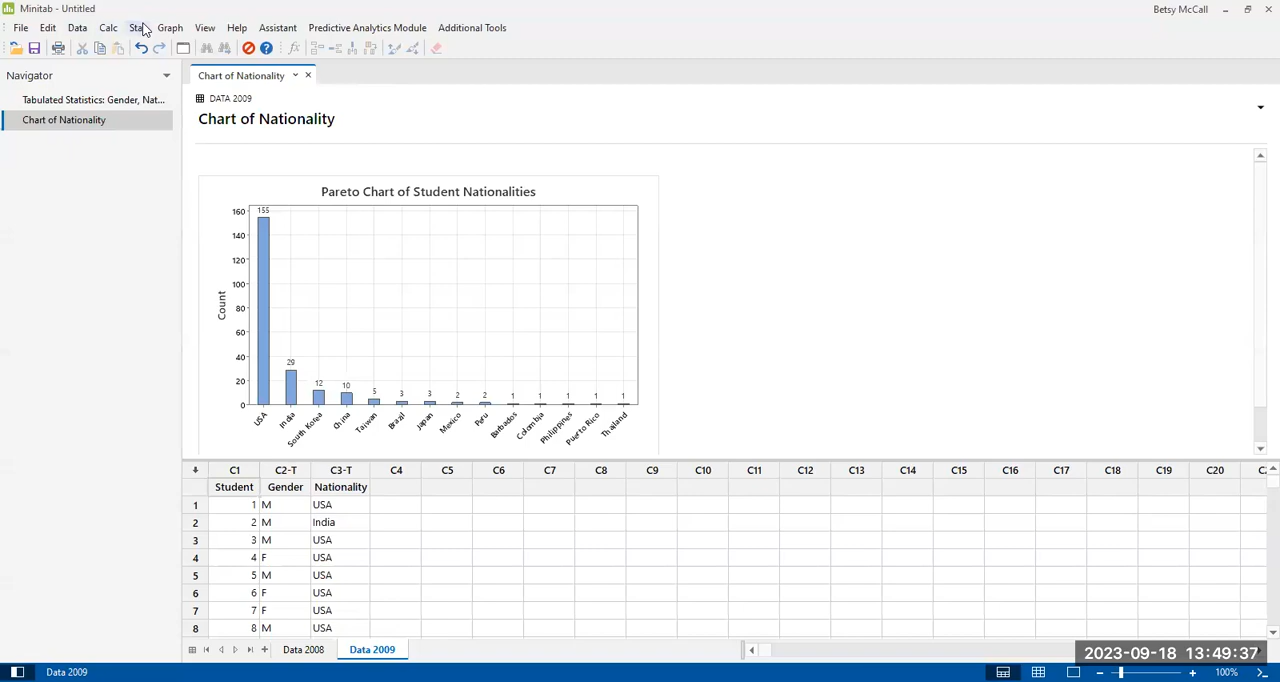 Minitab - Untitled
Betsy McCall
File Edit Data Calc Sta Graph View Help Assistant Predictive Analytics Module Additional Tools
Navigator
Chart of Nationality
Tabulated Statistics: Gender, Nat...
DATA 2009
Chart of Nationality
Chart of Nationality
Pareto Chart of Student Nationalities
Count
160
140
120
100
80
60
40
20
0
155 29 12 10 5 3 3 2 2 1 1 1 1 1
USA India South Korea China Taiwan Brazil Japan Mexico Peru Barbados Colombia Philippines Puerto Rico Thailand
C1 C2-T C3-T C4 C5 C6 C7 C8 C9 C10 C11 C12 C13 C14 C15 C16 C17 C18 C19 C20
Student Gender Nationality
1 1 M USA
2 2 M India
3 3 M USA
4 4 F USA
5 5 M USA
6 6 F USA
7 7 F USA
8 8 M USA
Data 2008 Data 2009
2023-09-18 13:49:37
Data 2009
100%